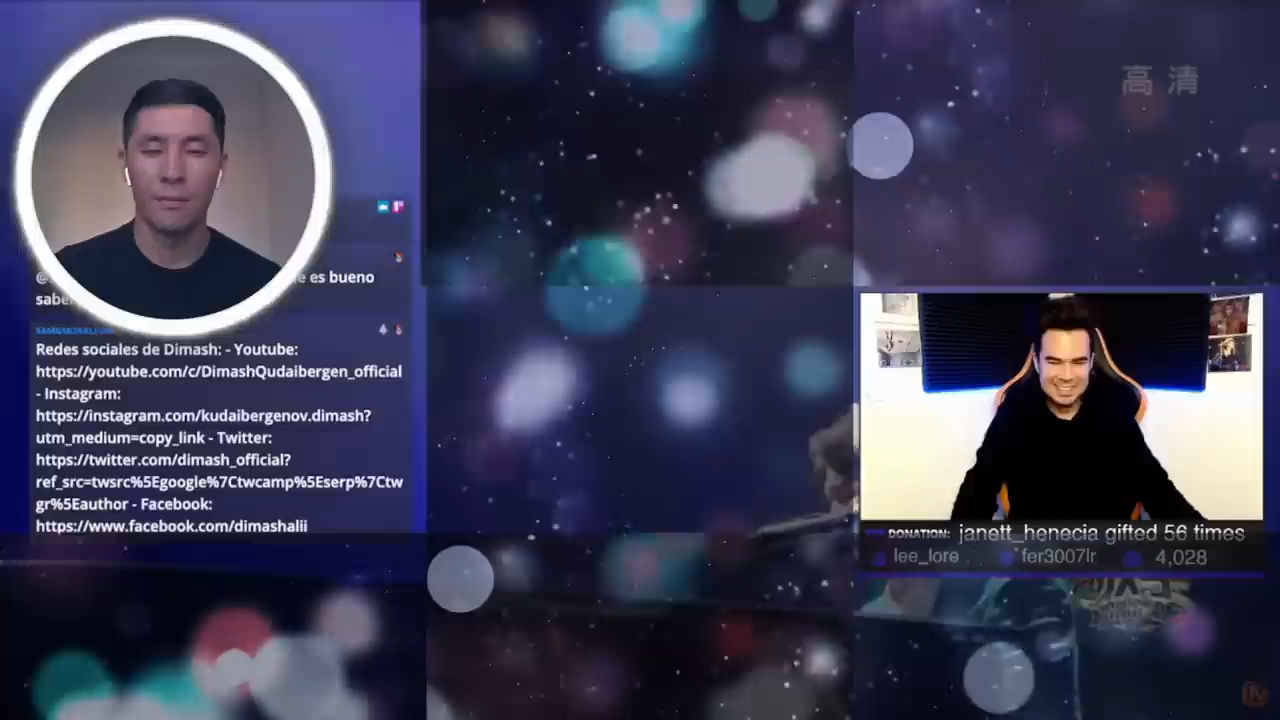 高清
e es bueno
sabe
4
Redes sociales de Dimash: - Youtube:
https://youtube.com/c/DimashQudaibergen_official
- Instagram:
https://instagram.com/kudaibergenov.dimash?
utm_medium=copy_link - Twitter:
https://twitter.com/dimash_official?
ref_src=twsrc%5Egoogle%7Ctwcamp%5Eserp%7Ctw
gr%5Eauthor - Facebook:
https://www.facebook.com/dimashalii
DONATION: janett_henecia gifted 56 times
lee_lore fer3007lr 4,028